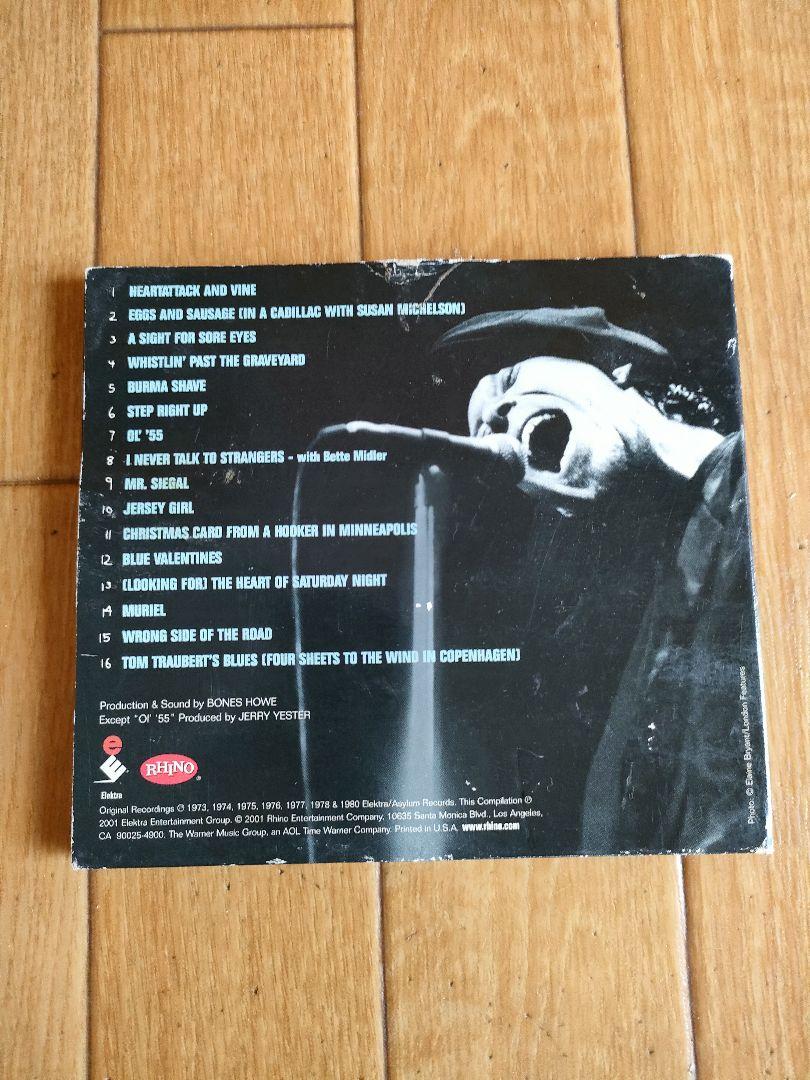 1 HEARTATTACK AND VINE
2 EGGS AND SAUSAGE (IN A CADILLAC WITH SUSAN MICHELSON)
3 A SIGHT FOR SORE EYES
4 WHISTLIN' PAST THE GRAVEYARD
5 BURMA SHAVE
6 STEP RIGHT UP
7 OL' '55
8 I NEVER TALK TO STRANGERS - with Bette Midler
9 MR. SIEGAL
10 JERSEY GIRL
11 CHRISTMAS CARD FROM A HOOKER IN MINNEAPOLIS
12 BLUE VALENTINES
13 (LOOKING FOR) THE HEART OF SATURDAY NIGHT
14 MURIEL
15 WRONG SIDE OF THE ROAD
16 TOM TRAUBERT'S BLUES (FOUR SHEETS TO THE WIND IN COPENHAGEN)
Production & Sound by BONES HOWE
Except "Ol' '55" Produced by JERRY YESTER
e
E
Elektra
RHINO ®
Original Recordings ℗ 1973, 1974, 1975, 1976, 1977, 1978 & 1980 Elektra/Asylum Records. This Compilation ℗
2001 Elektra Entertainment Group. © 2001 Rhino Entertainment Company, 10635 Santa Monica Blvd., Los Angeles,
CA 90025-4900. The Warner Music Group, an AOL Time Warner Company. Printed in U.S.A. www.rhino.com
Photo: © Elaine Bryant/London Features